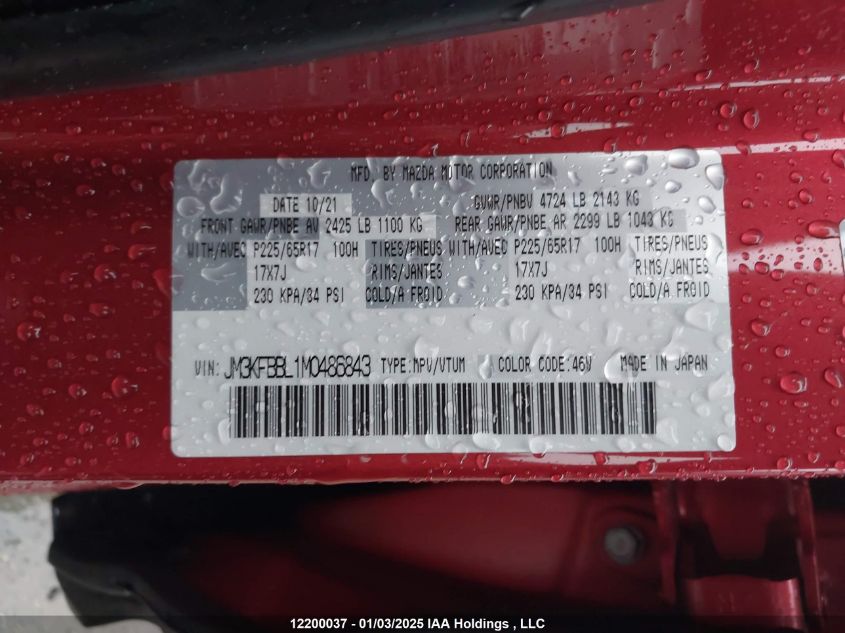 MFD. BY MAZDA MOTOR CORPORATION
DATE 10/21 GVWR/PNBV 4724 LB 2143 KG
FRONT GAWR/PNBE AV 2425 LB 1100 KG REAR GAWR/PNBE AR 2299 LB 1043 KG
WITH/AVEC P225/65R17 100H TIRES/PNEUS WITH/AVEC P225/65R17 100H TIRES/PNEUS
17X7J RIMS/JANTES 17X7J RIMS/JANTES
230 KPA/34 PSI COLD/A FROID 230 KPA/34 PSI COLD/A FROID
VIN: TYPE:MPV/VTUM COLOR CODE:46V MADE IN JAPAN
12200037 - 01/03/2025 IAA Holdings , LLC